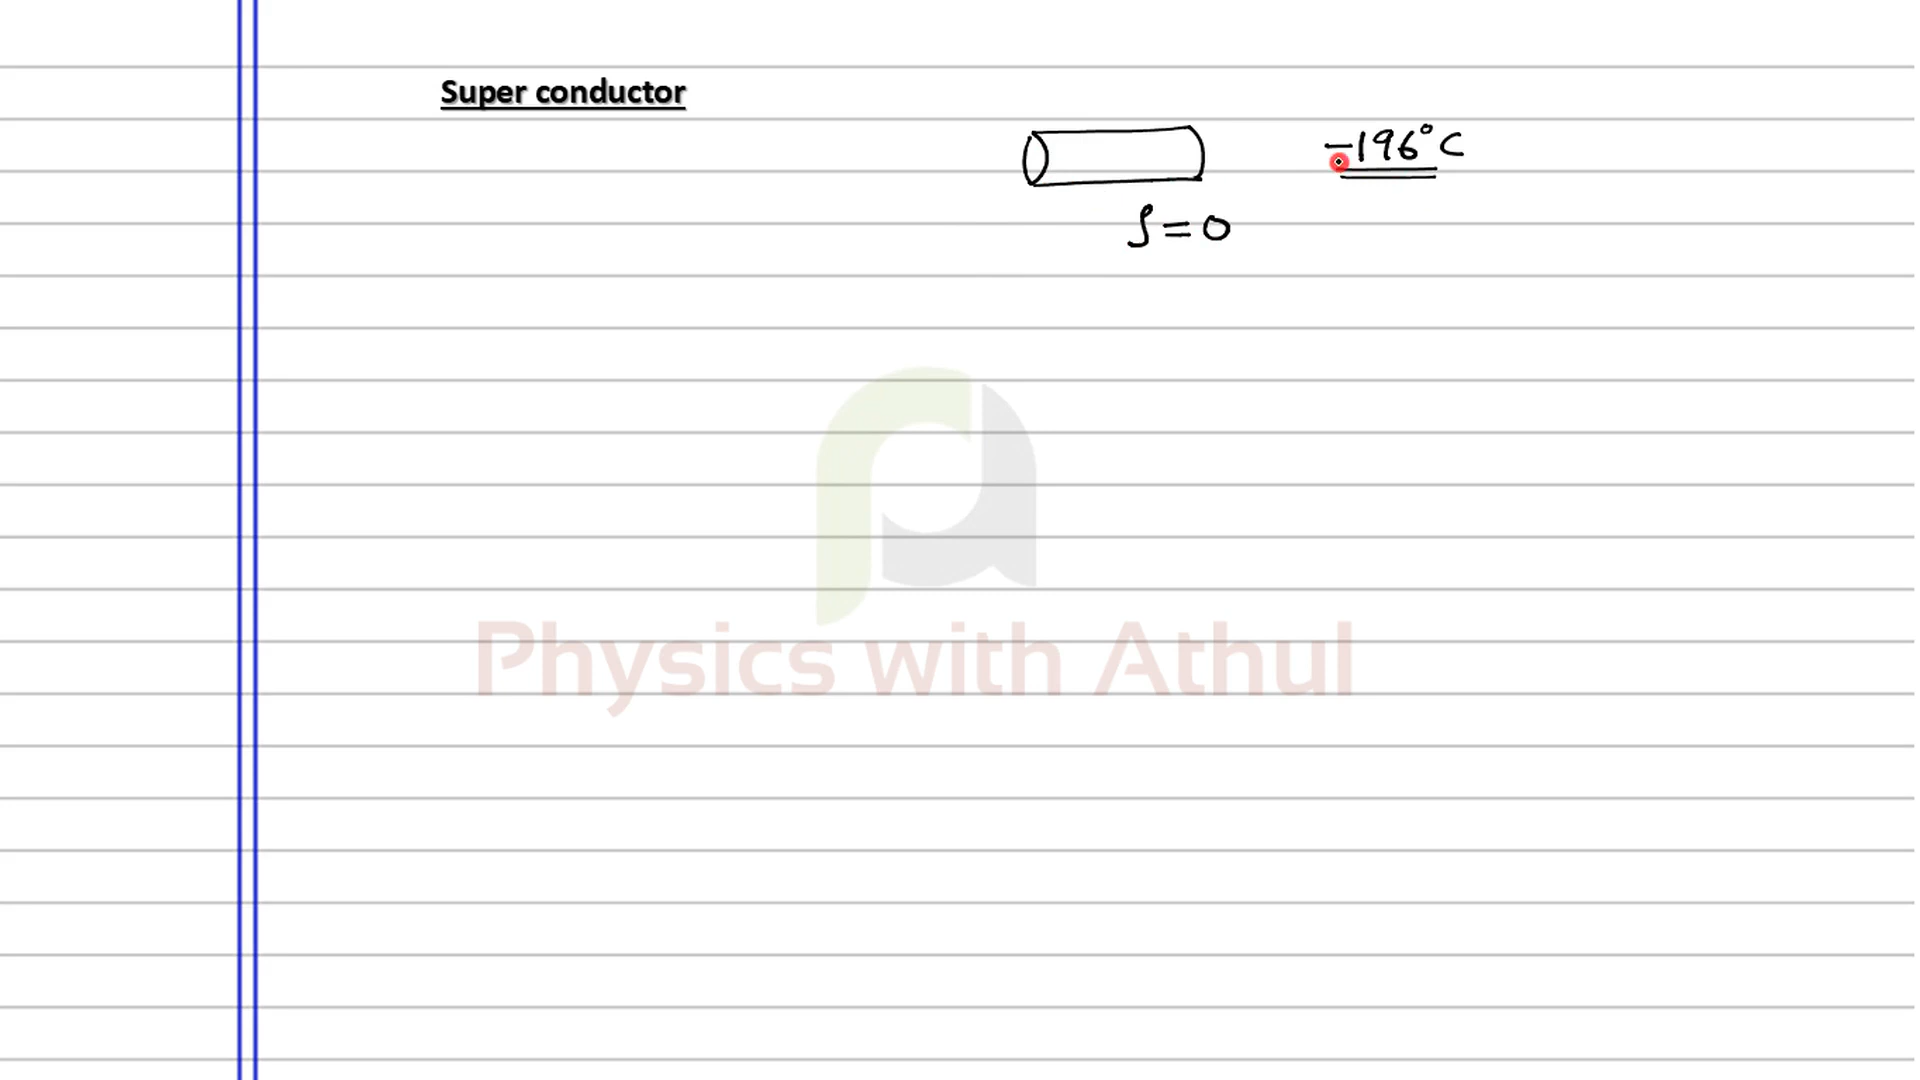 Super conductor
-196°C
ρ = 0
Physics with Athul